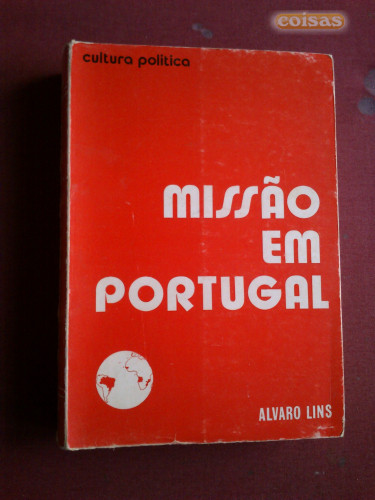 coisas
cultura política
MISSÃO
EM
PORTUGAL
ALVARO LINS